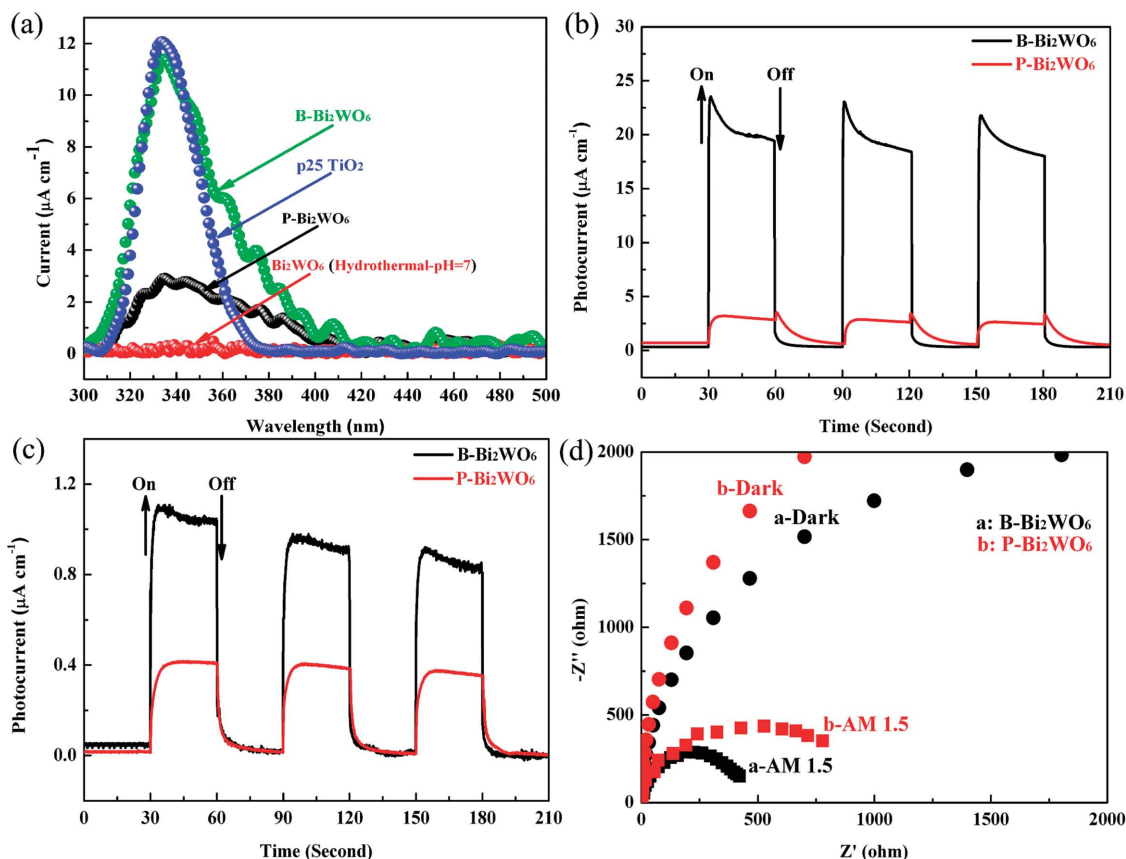 (a)
12
10
8
6
4
2
0
Current (μA cm⁻¹)
B-Bi₂WO₆
p25 TiO₂
P-Bi₂WO₆
Bi₂WO₆ (Hydrothermal-pH=7)
300 320 340 360 380 400 420 440 460 480 500
Wavelength (nm)
(b)
30
25
20
15
10
5
0
Photocurrent (μA cm⁻¹)
B-Bi₂WO₆
P-Bi₂WO₆
On
Off
0 30 60 90 120 150 180 210
Time (Second)
(c)
1.2
0.8
0.4
0.0
Photocurrent (μA cm⁻¹)
B-Bi₂WO₆
P-Bi₂WO₆
On
Off
0 30 60 90 120 150 180 210
Time (Second)
(d)
2000
1500
1000
500
0
-Z'' (ohm)
b-Dark
a-Dark
a: B-Bi₂WO₆
b: P-Bi₂WO₆
b-AM 1.5
a-AM 1.5
0 500 1000 1500 2000
Z' (ohm)